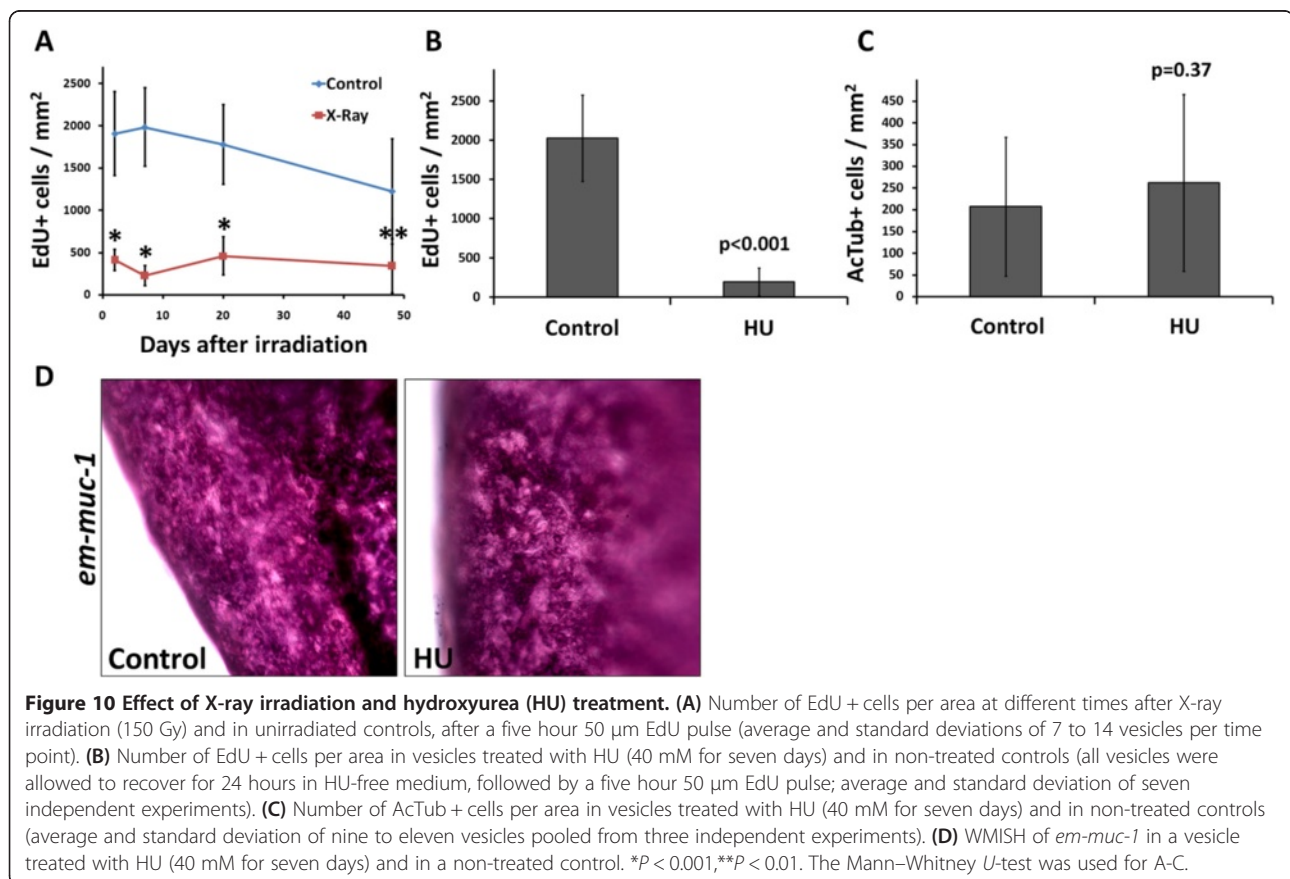 A
EdU+ cells / mm²
2500
2000
1500
1000
500
0
Control
X-Ray
*
*
*
**
0
10
20
30
40
50
Days after irradiation
B
EdU+ cells / mm²
2500
2000
1500
1000
500
0
p<0.001
Control
HU
C
AcTub+ cells / mm²
450
400
350
300
250
200
150
100
50
0
p=0.37
Control
HU
D
em-muc-1
Control
HU
Figure 10 Effect of X-ray irradiation and hydroxyurea (HU) treatment. (A) Number of EdU + cells per area at different times after X-ray
irradiation (150 Gy) and in unirradiated controls, after a five hour 50 μm EdU pulse (average and standard deviations of 7 to 14 vesicles per time
point). (B) Number of EdU + cells per area in vesicles treated with HU (40 mM for seven days) and in non-treated controls (all vesicles were
allowed to recover for 24 hours in HU-free medium, followed by a five hour 50 μm EdU pulse; average and standard deviation of seven
independent experiments). (C) Number of AcTub + cells per area in vesicles treated with HU (40 mM for seven days) and in non-treated controls
(average and standard deviation of nine to eleven vesicles pooled from three independent experiments). (D) WMISH of em-muc-1 in a vesicle
treated with HU (40 mM for seven days) and in a non-treated control. *P < 0.001,**P < 0.01. The Mann–Whitney U-test was used for A-C.